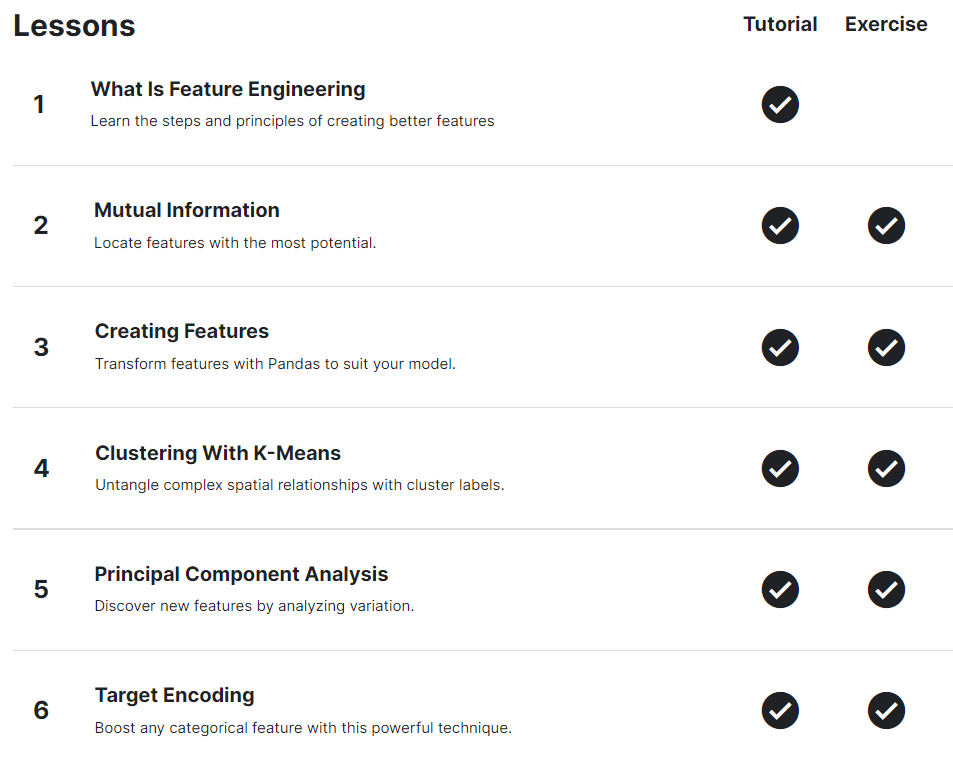 Lessons Tutorial Exercise
1 What Is Feature Engineering
Learn the steps and principles of creating better features
2 Mutual Information
Locate features with the most potential.
3 Creating Features
Transform features with Pandas to suit your model.
4 Clustering With K-Means
Untangle complex spatial relationships with cluster labels.
5 Principal Component Analysis
Discover new features by analyzing variation.
6 Target Encoding
Boost any categorical feature with this powerful technique.